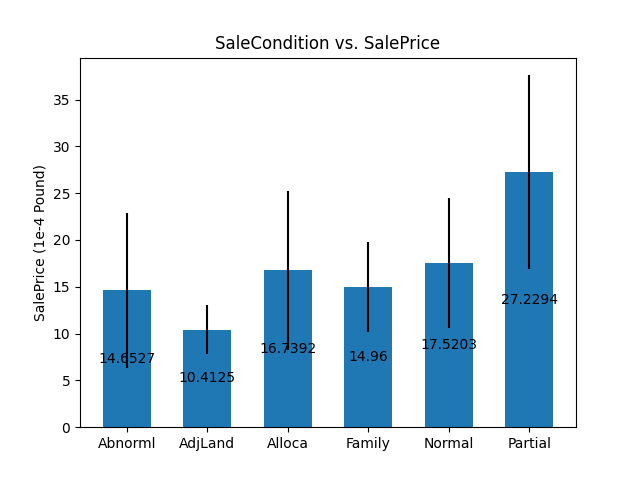 SaleCondition vs. SalePrice
SalePrice (1e-4 Pound)
35
30
25
20
15
10
5
0
14.6527
10.4125
16.7392
14.96
17.5203
27.2294
Abnorml
AdjLand
Alloca
Family
Normal
Partial